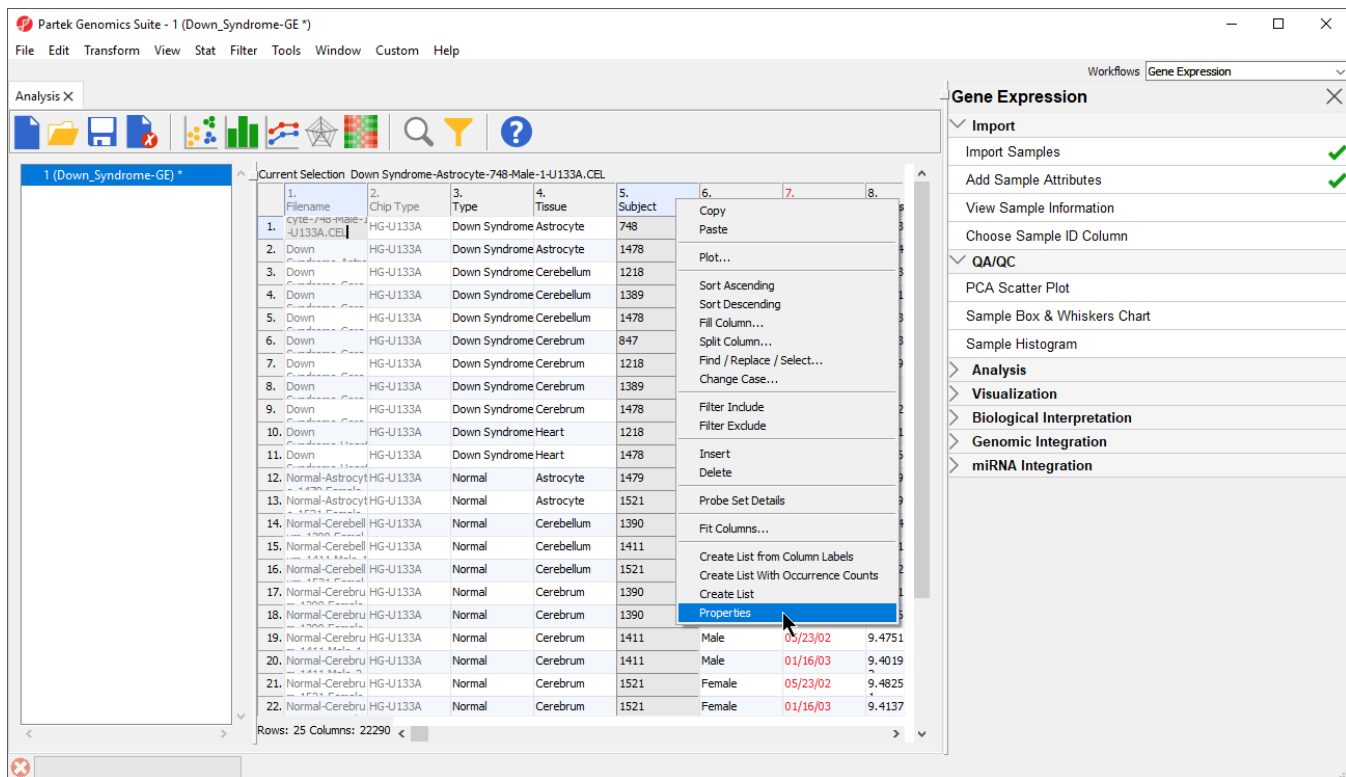 Partek Genomics Suite - 1 (Down_Syndrome-GE *)
File Edit Transform View Stat Filter Tools Window Custom Help
Workflows Gene Expression
Analysis
1 (Down_Syndrome-GE) *
Current Selection Down Syndrome-Astrocyte-748-Male-1-U133A.CEL
1. 2. 3. 4. 5. 6. 7. 8.
Filename Chip Type Type Tissue Subject
1. cyte-748-Male-1 -U133A.CEL HG-U133A Down Syndrome Astrocyte 748
2. Down HG-U133A Down Syndrome Astrocyte 1478
3. Down HG-U133A Down Syndrome Cerebellum 1218
4. Down HG-U133A Down Syndrome Cerebellum 1389
5. Down HG-U133A Down Syndrome Cerebellum 1478
6. Down HG-U133A Down Syndrome Cerebrum 847
7. Down HG-U133A Down Syndrome Cerebrum 1218
8. Down HG-U133A Down Syndrome Cerebrum 1389
9. Down HG-U133A Down Syndrome Cerebrum 1478
10. Down HG-U133A Down Syndrome Heart 1218
11. Down HG-U133A Down Syndrome Heart 1478
12. Normal-Astrocyt HG-U133A Normal Astrocyte 1479
13. Normal-Astrocyt HG-U133A Normal Astrocyte 1521
14. Normal-Cerebell HG-U133A Normal Cerebellum 1390
15. Normal-Cerebell HG-U133A Normal Cerebellum 1411
16. Normal-Cerebell HG-U133A Normal Cerebellum 1521
17. Normal-Cerebru HG-U133A Normal Cerebrum 1390
18. Normal-Cerebru HG-U133A Normal Cerebrum 1390
19. Normal-Cerebru HG-U133A Normal Cerebrum 1411 Male 05/23/02 9.4751
20. Normal-Cerebru HG-U133A Normal Cerebrum 1411 Male 01/16/03 9.4019
21. Normal-Cerebru HG-U133A Normal Cerebrum 1521 Female 05/23/02 9.4825
22. Normal-Cerebru HG-U133A Normal Cerebrum 1521 Female 01/16/03 9.4137
Rows: 25 Columns: 22290
Copy
Paste
Plot...
Sort Ascending
Sort Descending
Fill Column...
Split Column...
Find / Replace / Select...
Change Case...
Filter Include
Filter Exclude
Insert
Delete
Probe Set Details
Fit Columns...
Create List from Column Labels
Create List With Occurrence Counts
Create List
Properties
Gene Expression
Import
Import Samples
Add Sample Attributes
View Sample Information
Choose Sample ID Column
QA/QC
PCA Scatter Plot
Sample Box & Whiskers Chart
Sample Histogram
Analysis
Visualization
Biological Interpretation
Genomic Integration
miRNA Integration